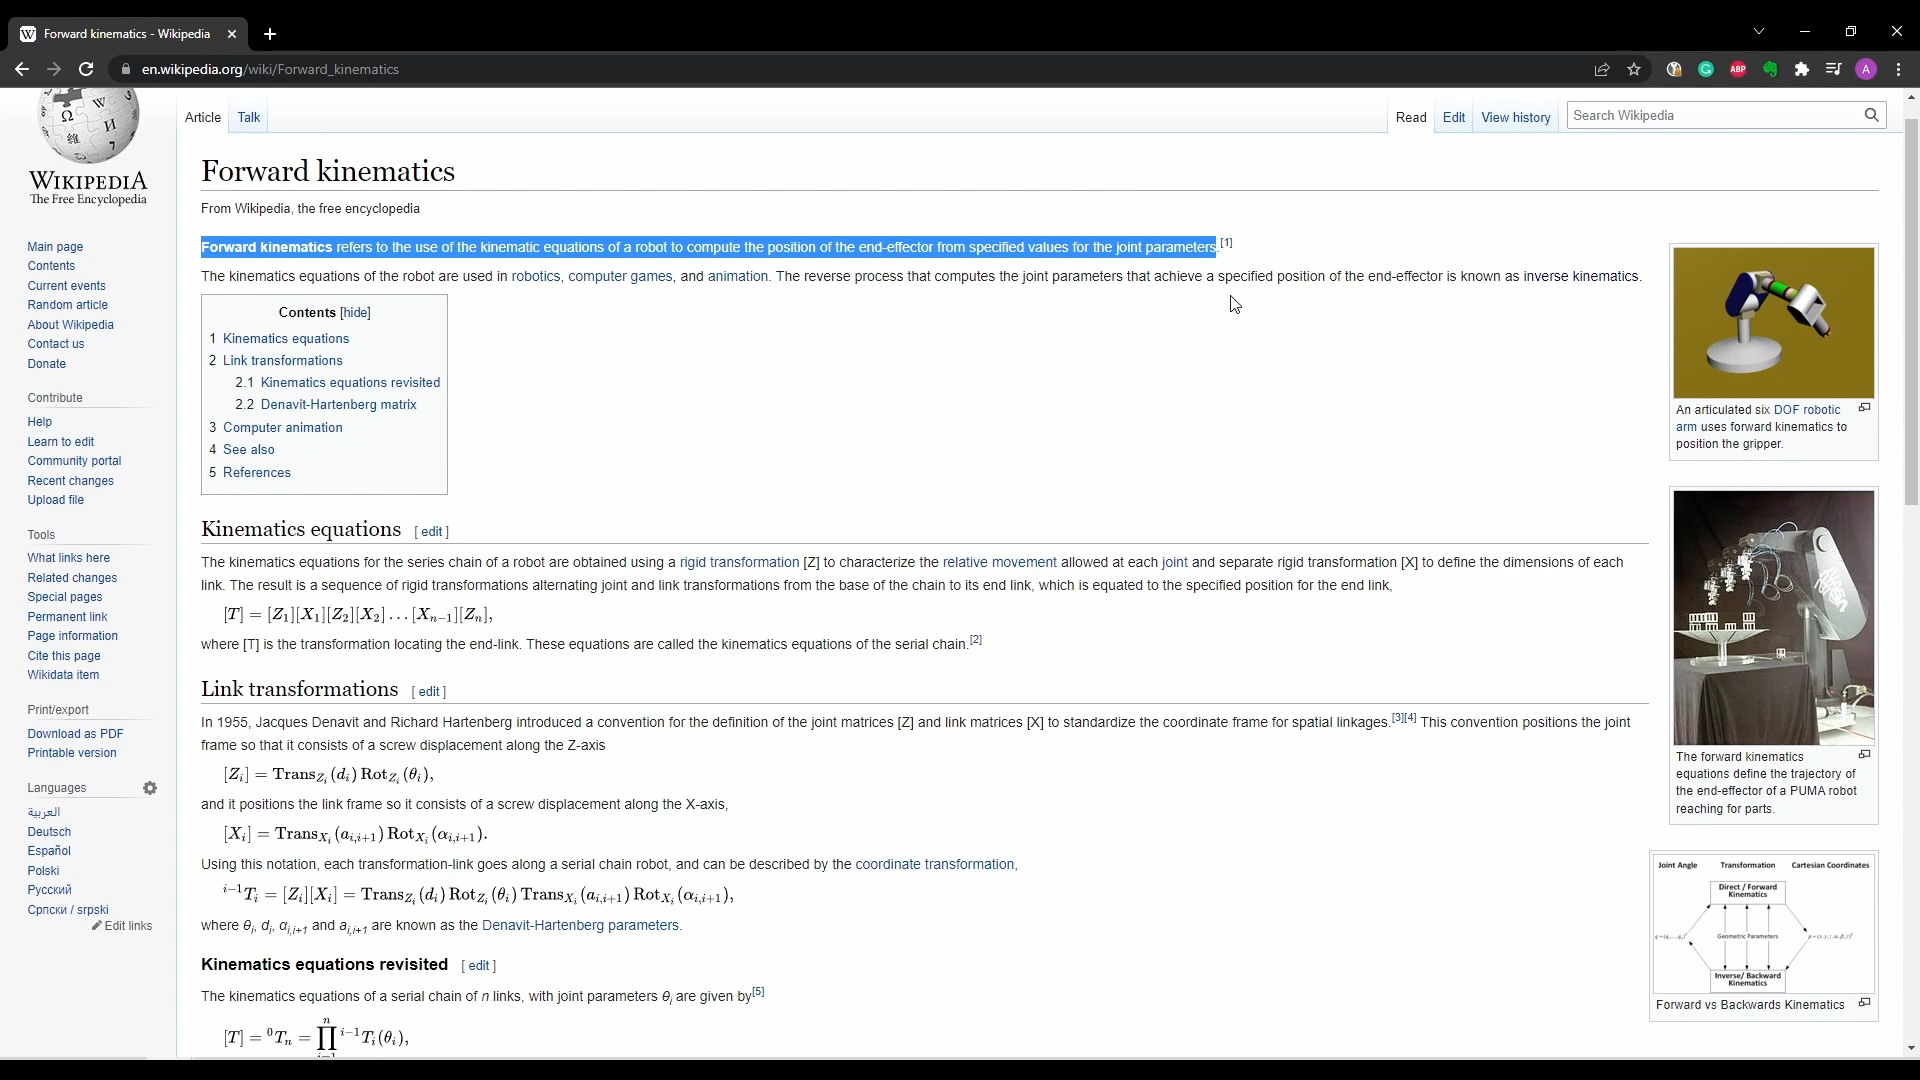 Forward kinematics - Wikipedia
en.wikipedia.org/wiki/Forward_kinematics
ABP
A
WIKIPEDIA
The Free Encyclopedia
Main page
Contents
Current events
Random article
About Wikipedia
Contact us
Donate
Contribute
Help
Learn to edit
Community portal
Recent changes
Upload file
Tools
What links here
Related changes
Special pages
Permanent link
Page information
Cite this page
Wikidata item
Print/export
Download as PDF
Printable version
Languages
العربية
Deutsch
Español
Polski
Русский
Српски / srpski
Edit links
Article Talk
Read Edit View history Search Wikipedia
Forward kinematics
From Wikipedia, the free encyclopedia
Forward kinematics refers to the use of the kinematic equations of a robot to compute the position of the end-effector from specified values for the joint parameters.[1]
The kinematics equations of the robot are used in robotics, computer games, and animation. The reverse process that computes the joint parameters that achieve a specified position of the end-effector is known as inverse kinematics.
Contents [hide]
1 Kinematics equations
2 Link transformations
2.1 Kinematics equations revisited
2.2 Denavit-Hartenberg matrix
3 Computer animation
4 See also
5 References
Kinematics equations [ edit ]
The kinematics equations for the series chain of a robot are obtained using a rigid transformation [Z] to characterize the relative movement allowed at each joint and separate rigid transformation [X] to define the dimensions of each
link. The result is a sequence of rigid transformations alternating joint and link transformations from the base of the chain to its end link, which is equated to the specified position for the end link,
[T] = [Z₁][X₁][Z₂][X₂] … [Xₙ₋₁][Zₙ],
where [T] is the transformation locating the end-link. These equations are called the kinematics equations of the serial chain.[2]
Link transformations [ edit ]
In 1955, Jacques Denavit and Richard Hartenberg introduced a convention for the definition of the joint matrices [Z] and link matrices [X] to standardize the coordinate frame for spatial linkages.[3][4] This convention positions the joint
frame so that it consists of a screw displacement along the Z-axis
[Zᵢ] = Trans_Zᵢ(dᵢ) Rot_Zᵢ(θᵢ),
and it positions the link frame so it consists of a screw displacement along the X-axis,
[Xᵢ] = Trans_Xᵢ(aᵢ,ᵢ₊₁) Rot_Xᵢ(αᵢ,ᵢ₊₁).
Using this notation, each transformation-link goes along a serial chain robot, and can be described by the coordinate transformation,
ⁱ⁻¹Tᵢ = [Zᵢ][Xᵢ] = Trans_Zᵢ(dᵢ) Rot_Zᵢ(θᵢ) Trans_Xᵢ(aᵢ,ᵢ₊₁) Rot_Xᵢ(αᵢ,ᵢ₊₁),
where θᵢ, dᵢ, αᵢ,ᵢ₊₁ and aᵢ,ᵢ₊₁ are known as the Denavit-Hartenberg parameters.
Kinematics equations revisited [ edit ]
The kinematics equations of a serial chain of n links, with joint parameters θᵢ are given by[5]
[T] = ⁰Tₙ = ∏ⁿᵢ₌₁ ⁱ⁻¹Tᵢ(θᵢ),
An articulated six DOF robotic
arm uses forward kinematics to
position the gripper.
The forward kinematics
equations define the trajectory of
the end-effector of a PUMA robot
reaching for parts.
Joint Angle Transformation Cartesian Coordinates
Direct / Forward
Kinematics
Geometric Parameters
Inverse/ Backward
Kinematics
Forward vs Backwards Kinematics